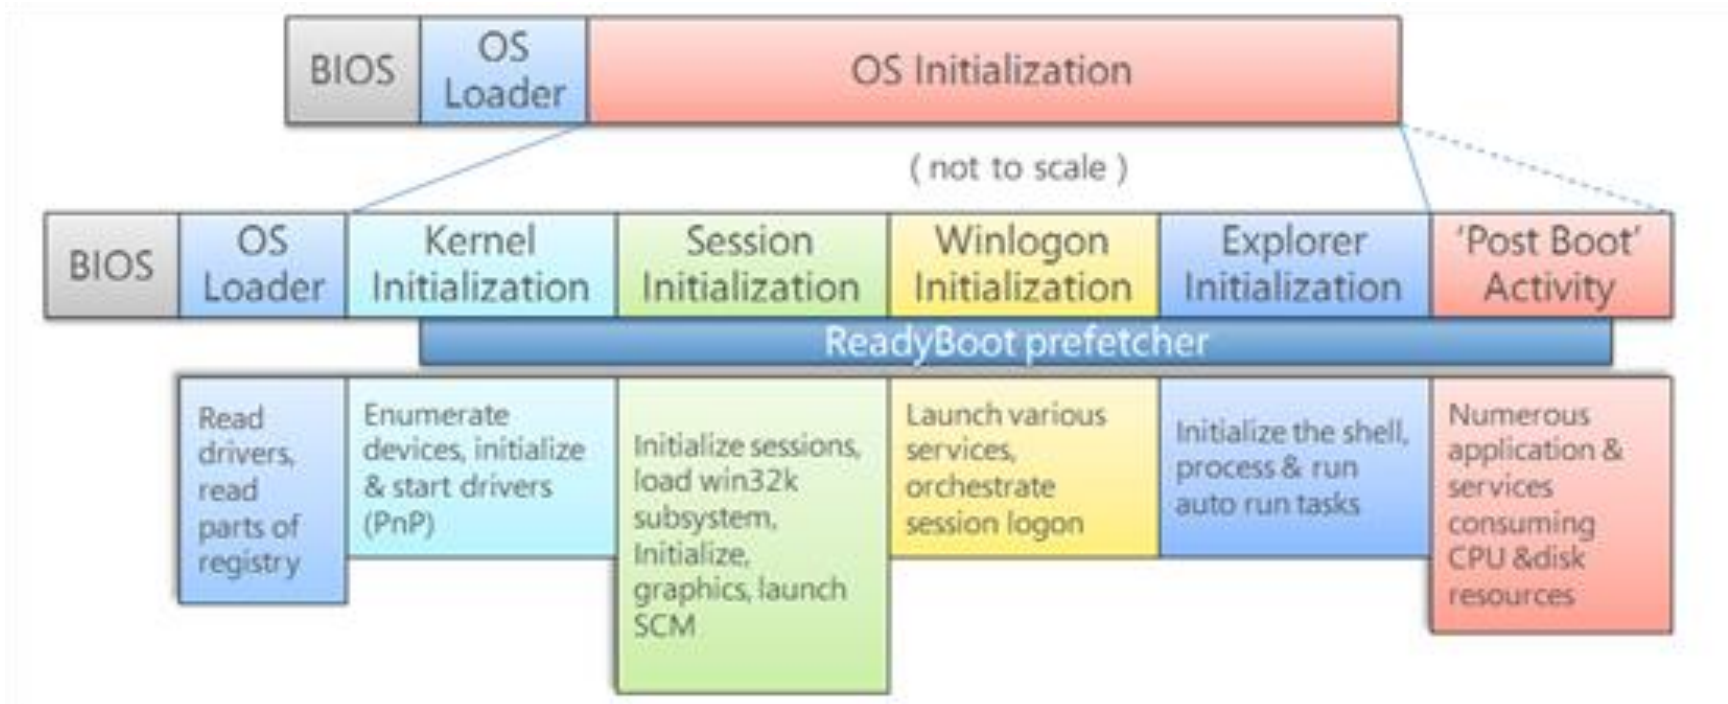 BIOS
OS
Loader
OS Initialization
( not to scale )
BIOS
OS
Loader
Kernel
Initialization
Session
Initialization
Winlogon
Initialization
Explorer
Initialization
‘Post Boot’
Activity
ReadyBoot prefetcher
Read
drivers,
read
parts of
registry
Enumerate
devices, initialize
& start drivers
(PnP)
Initialize sessions,
load win32k
subsystem,
Initialize,
graphics, launch
SCM
Launch various
services,
orchestrate
session logon
Initialize the shell,
process & run
auto run tasks
Numerous
application &
services
consuming
CPU &disk
resources